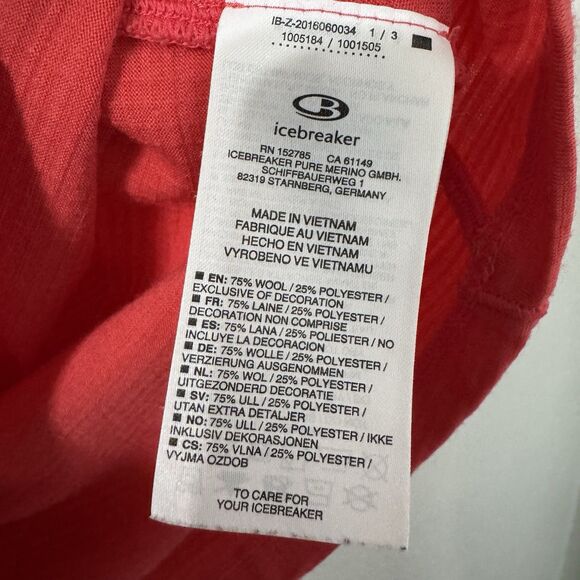 IB-Z-2016060034 1 / 3
1005184 / 1001505
icebreaker
RN 152785 CA 61149
ICEBREAKER PURE MERINO GMBH.
SCHIFFBAUERWEG 1
82319 STARNBERG, GERMANY
MADE IN VIETNAM
FABRIQUE AU VIETNAM
HECHO EN VIETNAM
VYROBENO VE VIETNAMU
EN: 75% WOOL / 25% POLYESTER /
EXCLUSIVE OF DECORATION
FR: 75% LAINE / 25% POLYESTER /
DECORATION NON COMPRISE
ES: 75% LANA / 25% POLIESTER / NO
INCLUYE LA DECORACION
DE: 75% WOLLE / 25% POLYESTER /
VERZIERUNG AUSGENOMMEN
NL: 75% WOL / 25% POLYESTER /
UITGEZONDERD DECORATIE
SV: 75% ULL / 25% POLYESTER /
UTAN EXTRA DETALJER
NO: 75% ULL / 25% POLYESTER / IKKE
INKLUSIV DEKORASJONEN
CS: 75% VLNA / 25% POLYESTER /
VYJMA OZDOB
TO CARE FOR
YOUR ICEBREAKER